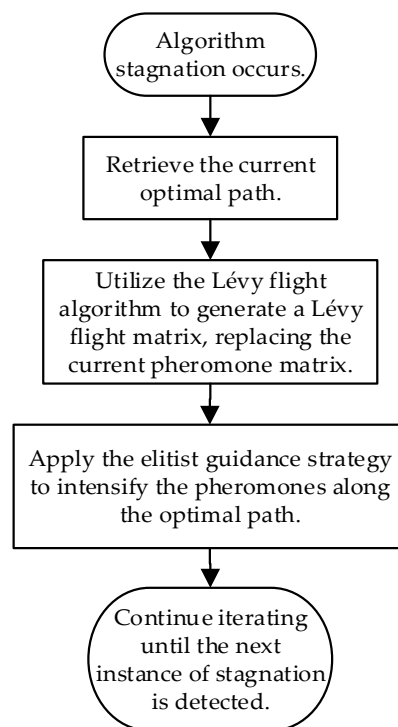 Algorithm
stagnation occurs.
Retrieve the current
optimal path.
Utilize the Lévy flight
algorithm to generate a Lévy
flight matrix, replacing the
current pheromone matrix.
Apply the elitist guidance strategy
to intensify the pheromones along
the optimal path.
Continue iterating
until the next
instance of stagnation
is detected.